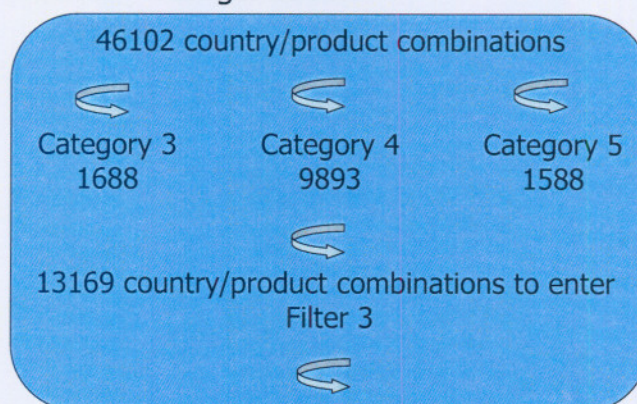 46102 country/product combinations
Category 3 Category 4 Category 5
1688 9893 1588
13169 country/product combinations to enter
Filter 3